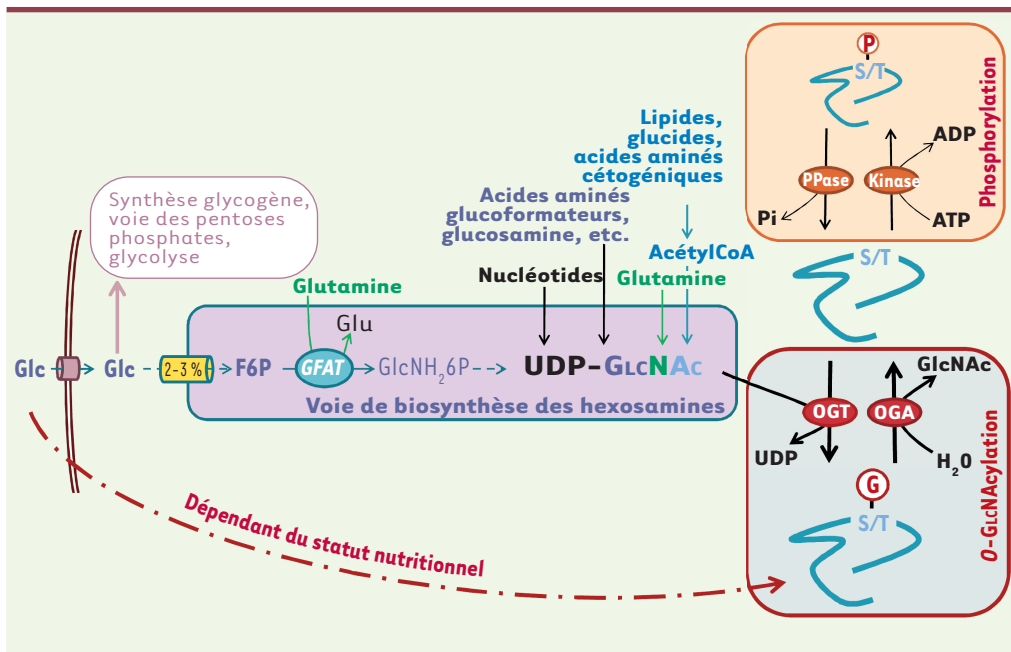 P
S/T
Phosphorylation
ADP
PPase
Kinase
Pi
ATP
Lipides,
glucides,
acides aminés
cétogéniques
Acides aminés
glucoformateurs,
glucosamine, etc.
Synthèse glycogène,
voie des pentoses
phosphates,
glycolyse
AcétylCoA
S/T
Nucléotides
Glutamine
Glutamine
Glu
Glc
Glc
2-3 %
F6P
GFAT
GlcNH₂6P
UDP-GLCNAC
Voie de biosynthèse des hexosamines
GlcNAc
OGT
OGA
UDP
H₂0
G
S/T
O-GLCNAcylation
Dépendant du statut nutritionnel